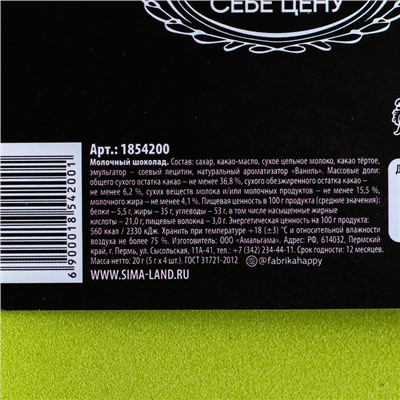 СЕБЕ ЦЕНУ
Арт.: 1854200
Молочный шоколад. Состав: сахар, какао-масло, сухое цельное молоко, какао тёртое,
эмульгатор – соевый лецитин, натуральный ароматизатор «Ваниль». Массовые доли:
общего сухого остатка какао – не менее 36,8 %, сухого обезжиренного остатка какао –
не менее 6,2 %, сухих веществ молока и/или молочных продуктов – не менее 15,5 %,
молочного жира – не менее 4,1 %. Пищевая ценность в 100 г продукта (средние значения):
белки – 5,5 г, жиры – 35 г, углеводы – 53 г, в том числе насыщенные жирные
кислоты – 21,0 г, пищевые волокна – 3,0 г. Энергетическая ценность на 100 г продукта:
560 ккал / 2330 кДж. Хранить при температуре +18 (±3) °С и относительной влажности
воздуха не более 75 %. Изготовитель: ООО «Амальгама». Адрес: РФ, 614032, Пермский
край, г. Пермь, ул. Сысольская, 11А-41, тел.: +7 (342) 234-44-11. Срок годности: 12 месяцев.
Масса нетто: 20 г (5 г х 4 шт.). ГОСТ 31721-2012
WWW.SIMA-LAND.RU
@fabrikahappy
6 900018 542001